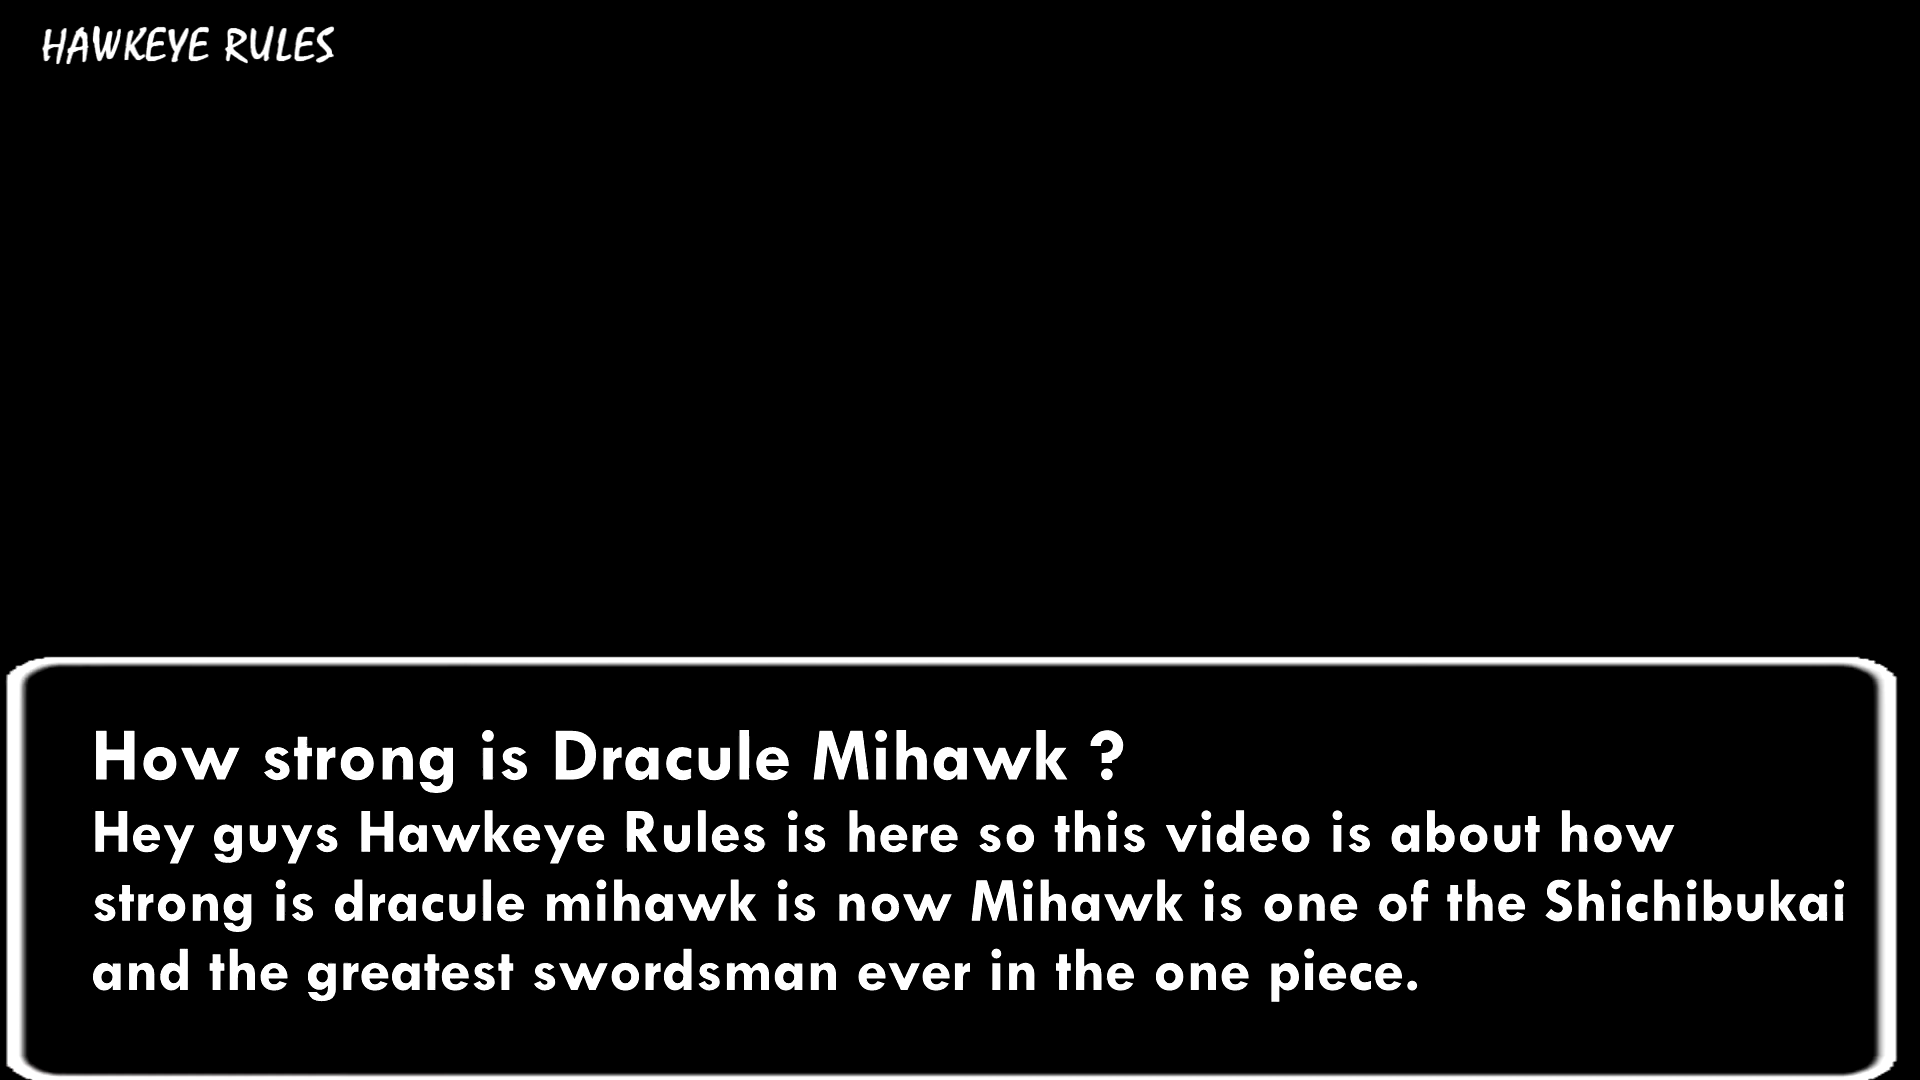 HAWKEYE RULES
How strong is Dracule Mihawk ?
Hey guys Hawkeye Rules is here so this video is about how
strong is dracule mihawk is now Mihawk is one of the Shichibukai
and the greatest swordsman ever in the one piece.